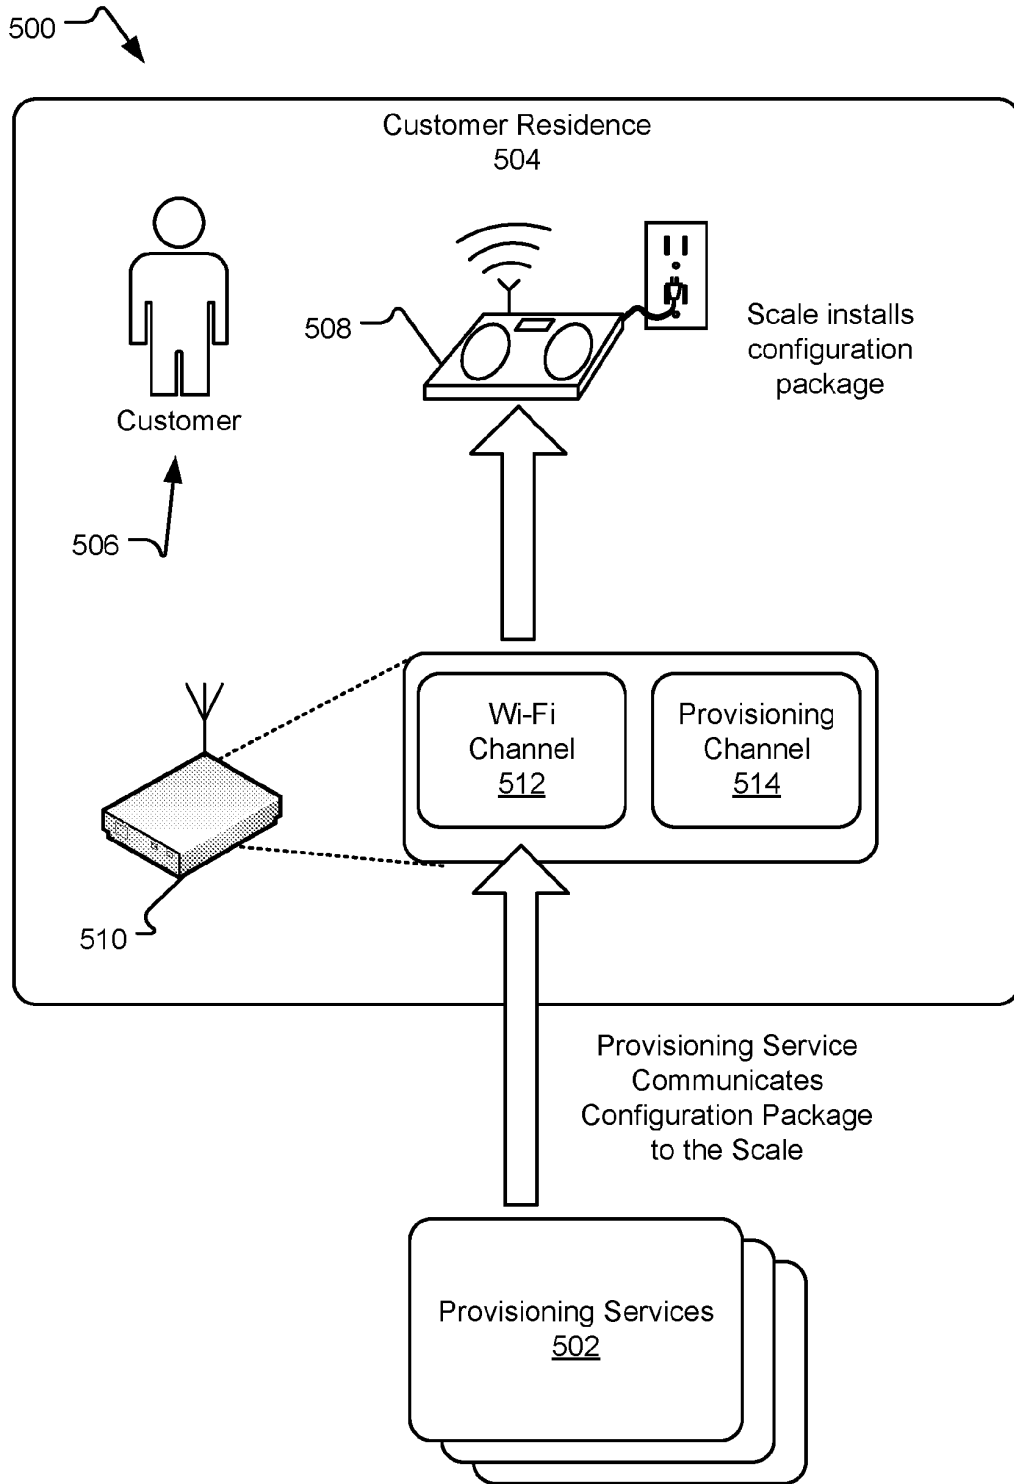 500
Customer Residence
504
508
Scale installs
configuration
package
Customer
506
Wi-Fi
Channel
512
Provisioning
Channel
514
510
Provisioning Service
Communicates
Configuration Package
to the Scale
Provisioning Services
502